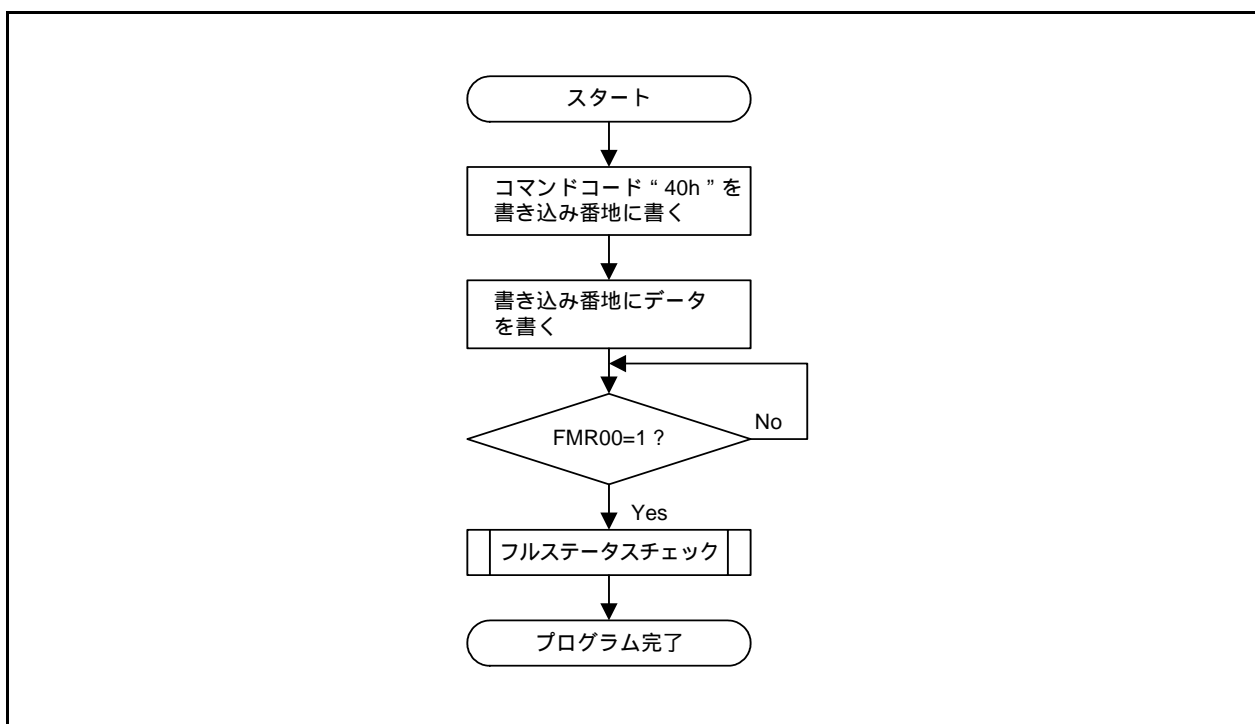 スタート
コマンドコード“40h”を
書き込み番地に書く
書き込み番地にデータ
を書く
FMR00=1？
No
Yes
フルステータスチェック
プログラム完了